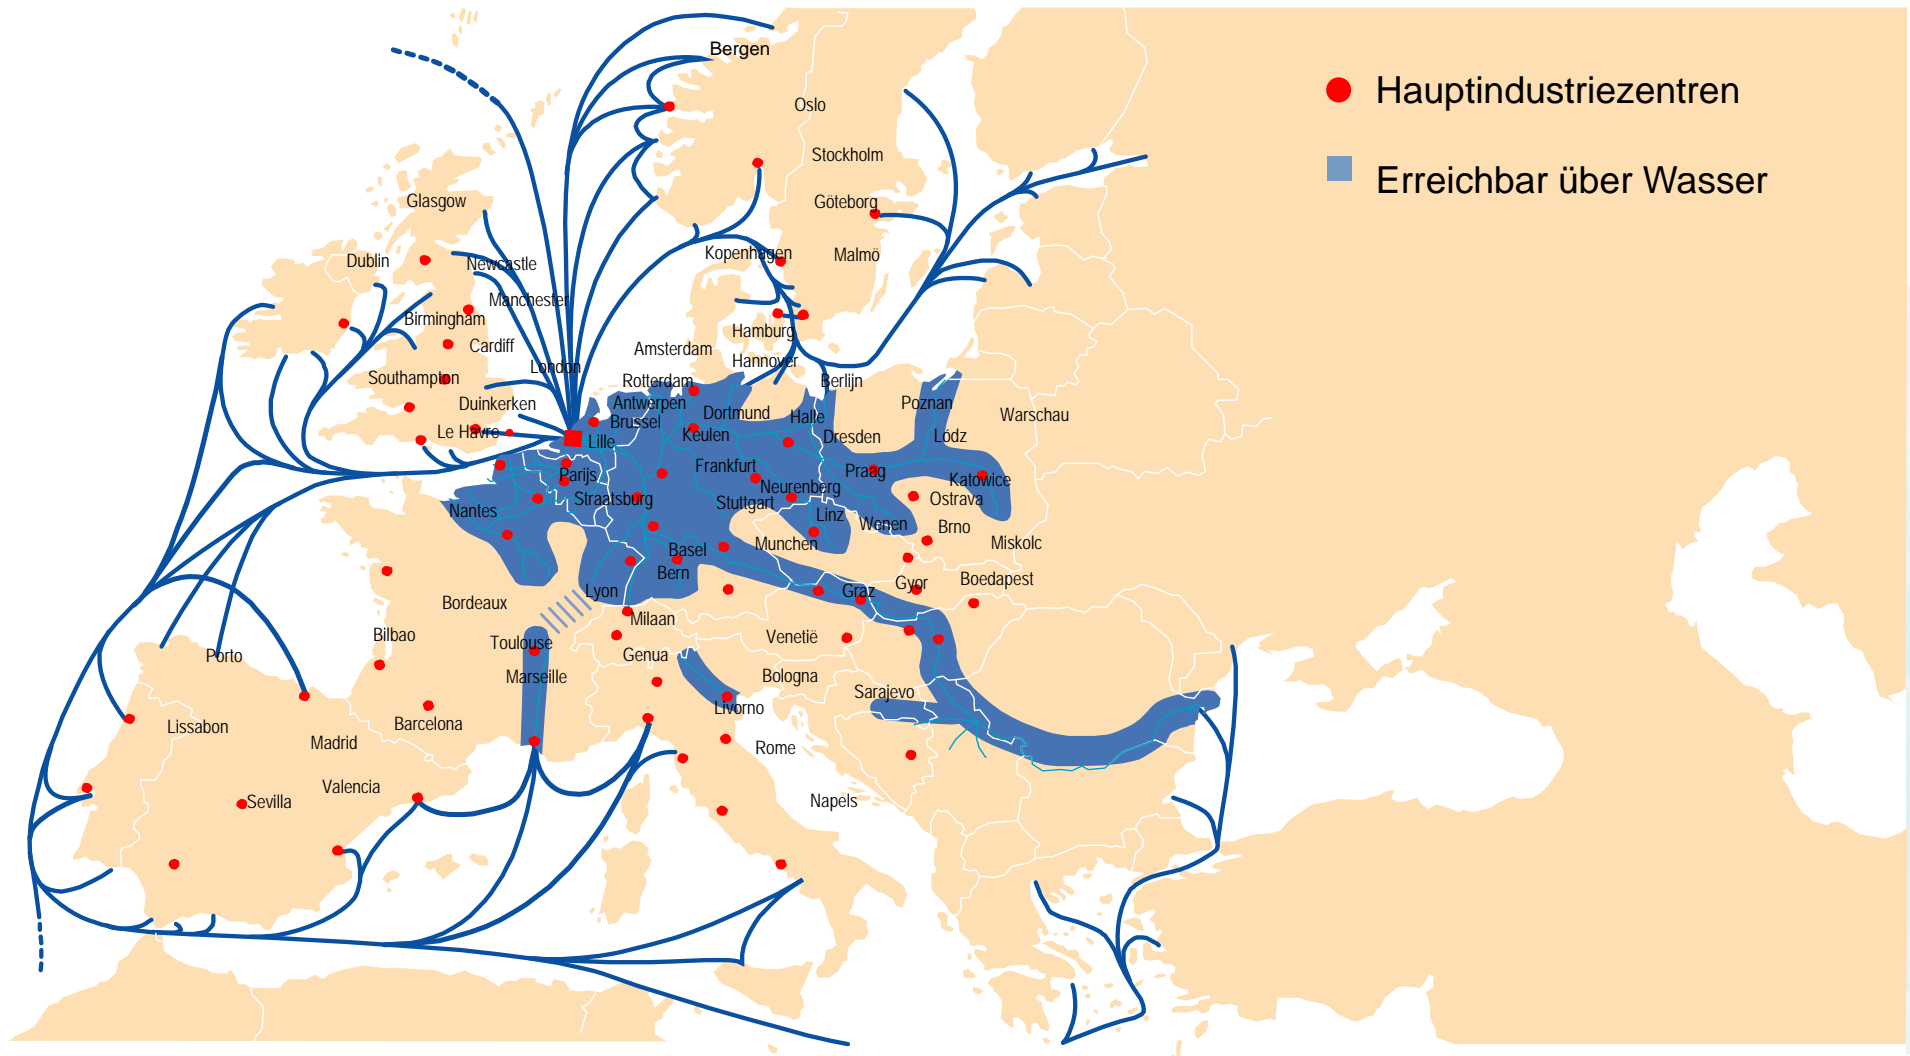 Bergen
Hauptindustriezentren
Oslo
Stockholm
Erreichbar über Wasser
Glasgow
Göteborg
Dublin
Newcastle
Kopenhagen
Malmö
Manchester
Birmingham
Hamburg
Cardiff
Amsterdam
London
Hannover
Southampton
Rotterdam
Berlijn
Duinkerken
Antwerpen
Dortmund
Halle
Poznan
Warschau
Brussel
Le Havre
Lille
Keulen
Dresden
Lódz
Parijs
Frankfurt
Praag
Katowice
Neurenberg
Straatsburg
Stuttgart
Ostrava
Nantes
Linz
Wenen
Brno
Munchen
Miskolc
Basel
Bern
Lyon
Graz
Gyor
Boedapest
Bordeaux
Milaan
Bilbao
Toulouse
Venetië
Porto
Genua
Marseille
Bologna
Sarajevo
Livorno
Lissabon
Barcelona
Madrid
Rome
Valencia
Sevilla
Napels